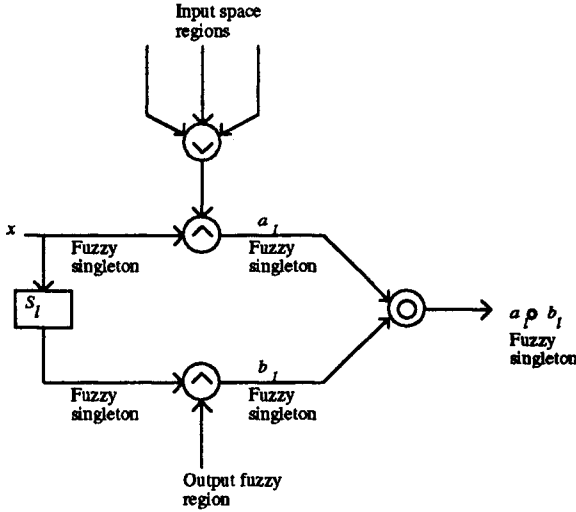 Input space
regions
x
a l
Fuzzy
singleton
Fuzzy
singleton
S l
a l o b l
Fuzzy
singleton
b l
Fuzzy
singleton
Fuzzy
singleton
Output fuzzy
region